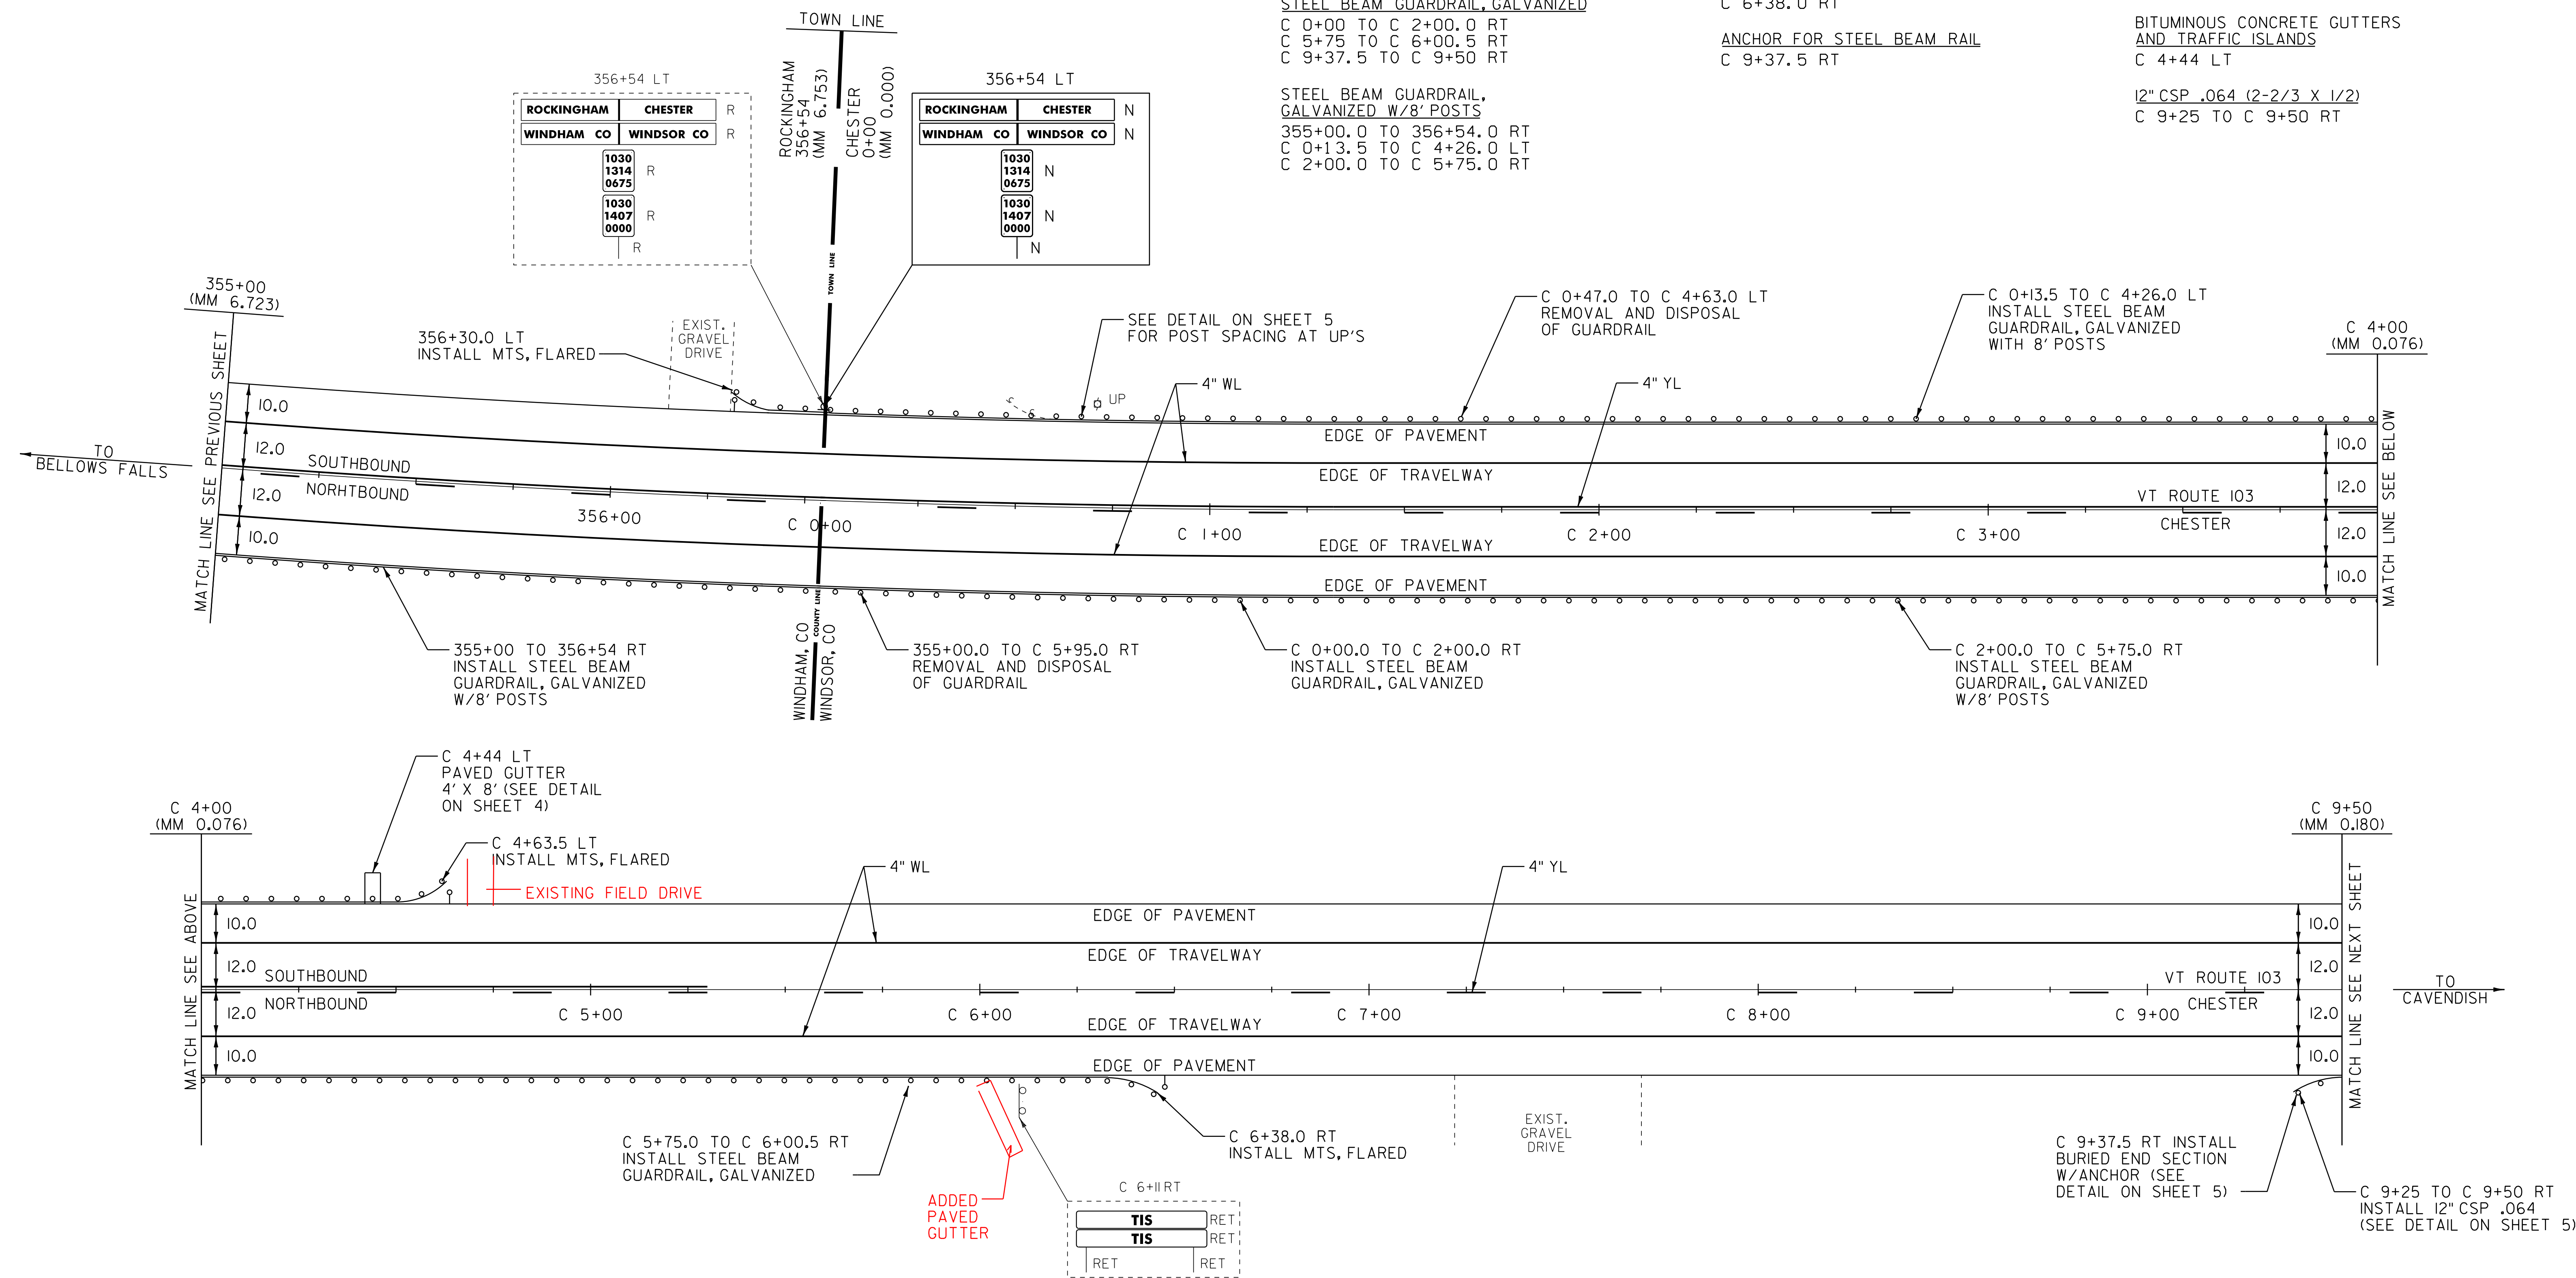 STEEL BEAM GUARDRAIL, GALVANIZED
C 0+00 TO C 2+00.0 RT
C 5+75 TO C 6+00.5 RT
C 9+37.5 TO C 9+50 RT
STEEL BEAM GUARDRAIL,
GALVANIZED W/8' POSTS
355+00.0 TO 356+54.0 RT
C 0+13.5 TO C 4+26.0 LT
C 2+00.0 TO C 5+75.0 RT
C 6+38.0 RT
ANCHOR FOR STEEL BEAM RAIL
C 9+37.5 RT
BITUMINOUS CONCRETE GUTTERS
AND TRAFFIC ISLANDS
C 4+44 LT
12" CSP .064 (2-2/3 X 1/2)
C 9+25 TO C 9+50 RT
TOWN LINE
ROCKINGHAM
356+54
(MM 6.753)
CHESTER
0+00
(MM 0.000)
356+54 LT
ROCKINGHAM CHESTER R
WINDHAM CO WINDSOR CO R
1030
1314 R
0675
1030
1407 R
0000
R
356+54 LT
ROCKINGHAM CHESTER N
WINDHAM CO WINDSOR CO N
1030
1314 N
0675
1030
1407 N
0000
N
TOWN LINE
355+00
(MM 6.723)
356+30.0 LT
INSTALL MTS, FLARED
EXIST.
GRAVEL
DRIVE
SEE DETAIL ON SHEET 5
FOR POST SPACING AT UP'S
C 0+47.0 TO C 4+63.0 LT
REMOVAL AND DISPOSAL
OF GUARDRAIL
C 0+13.5 TO C 4+26.0 LT
INSTALL STEEL BEAM
GUARDRAIL, GALVANIZED
WITH 8' POSTS
C 4+00
(MM 0.076)
4" WL
4" YL
UP
MATCH LINE SEE PREVIOUS SHEET
10.0
12.0
12.0
10.0
TO
BELLOWS FALLS
SOUTHBOUND
NORHTBOUND
356+00
C 0+00
C 1+00
C 2+00
C 3+00
EDGE OF PAVEMENT
EDGE OF TRAVELWAY
VT ROUTE 103
CHESTER
EDGE OF TRAVELWAY
EDGE OF PAVEMENT
10.0
12.0
12.0
10.0
MATCH LINE SEE BELOW
COUNTY LINE
WINDHAM, CO
WINDSOR, CO
355+00 TO 356+54 RT
INSTALL STEEL BEAM
GUARDRAIL, GALVANIZED
W/8' POSTS
355+00.0 TO C 5+95.0 RT
REMOVAL AND DISPOSAL
OF GUARDRAIL
C 0+00.0 TO C 2+00.0 RT
INSTALL STEEL BEAM
GUARDRAIL, GALVANIZED
C 2+00.0 TO C 5+75.0 RT
INSTALL STEEL BEAM
GUARDRAIL, GALVANIZED
W/8' POSTS
C 4+44 LT
PAVED GUTTER
4' X 8' (SEE DETAIL
ON SHEET 4)
C 4+00
(MM 0.076)
C 4+63.5 LT
INSTALL MTS, FLARED
EXISTING FIELD DRIVE
4" WL
4" YL
C 9+50
(MM 0.180)
MATCH LINE SEE ABOVE
10.0
12.0
12.0
10.0
SOUTHBOUND
NORTHBOUND
EDGE OF PAVEMENT
EDGE OF TRAVELWAY
C 5+00
C 6+00
C 7+00
C 8+00
C 9+00
VT ROUTE 103
CHESTER
EDGE OF TRAVELWAY
EDGE OF PAVEMENT
10.0
12.0
12.0
10.0
MATCH LINE SEE NEXT SHEET
TO
CAVENDISH
C 5+75.0 TO C 6+00.5 RT
INSTALL STEEL BEAM
GUARDRAIL, GALVANIZED
ADDED
PAVED
GUTTER
C 6+11 RT
TIS RET
TIS RET
RET RET
C 6+38.0 RT
INSTALL MTS, FLARED
EXIST.
GRAVEL
DRIVE
C 9+37.5 RT INSTALL
BURIED END SECTION
W/ANCHOR (SEE
DETAIL ON SHEET 5)
C 9+25 TO C 9+50 RT
INSTALL 12" CSP .064
(SEE DETAIL ON SHEET 5)